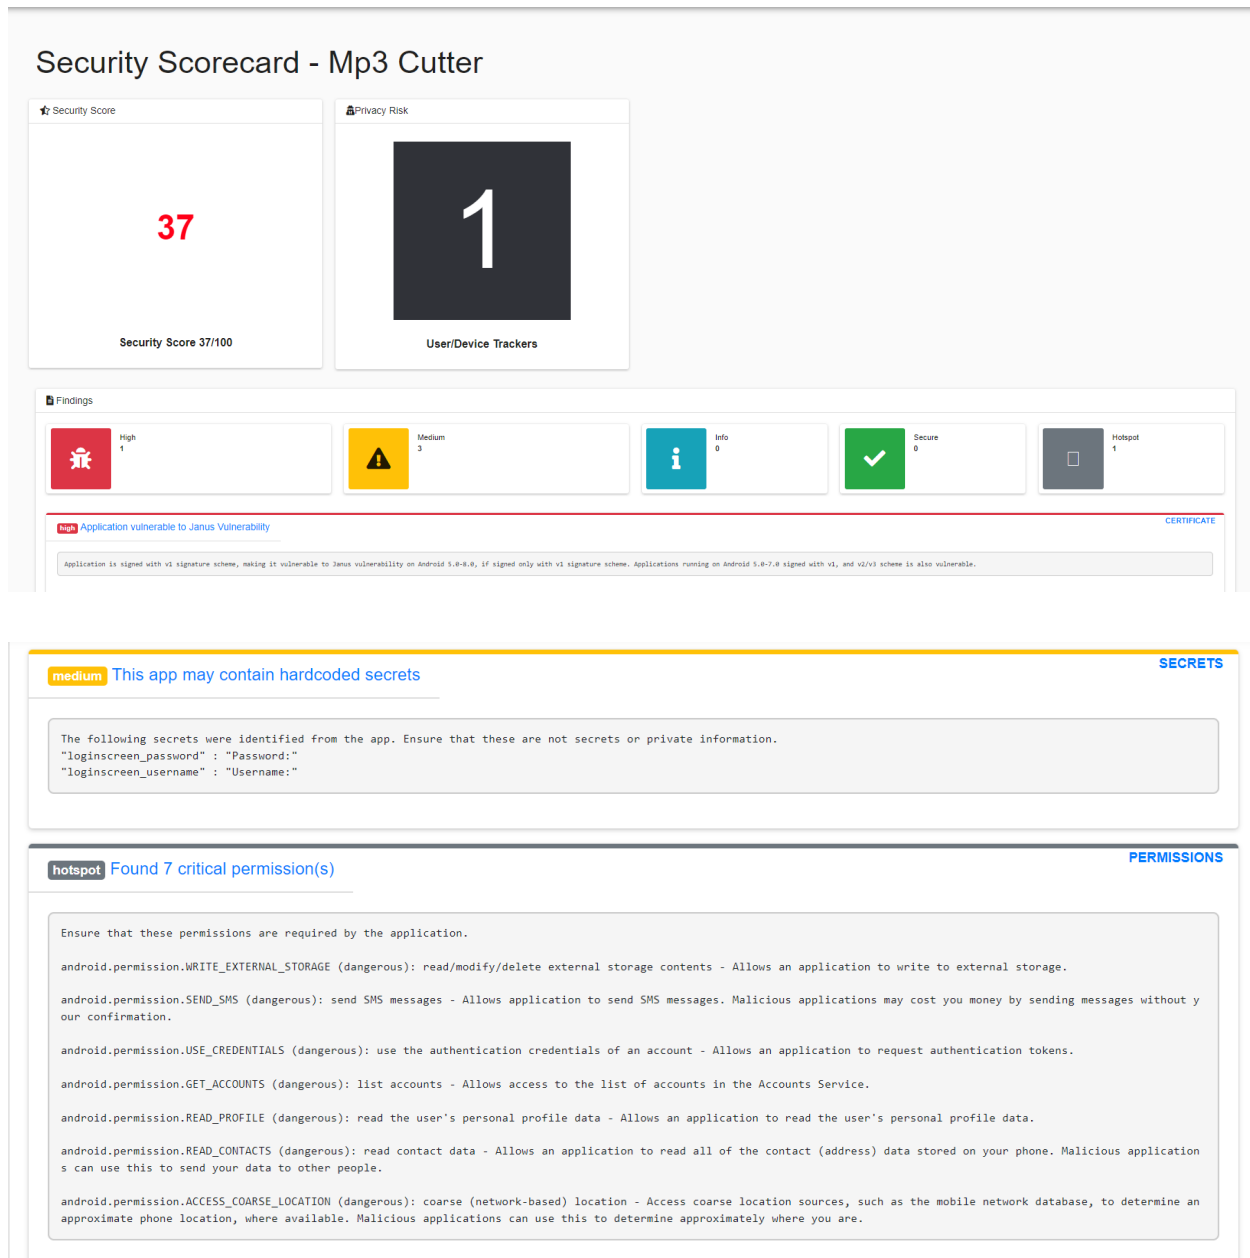 Security Scorecard - Mp3 Cutter
Security Score
Privacy Risk
37
1
Security Score 37/100
User/Device Trackers
Findings
High
1
Medium
3
Info
0
Secure
0
Hotspot
1
high Application vulnerable to Janus Vulnerability
CERTIFICATE
Application is signed with v1 signature scheme, making it vulnerable to Janus vulnerability on Android 5.0-8.0, if signed only with v1 signature scheme. Applications running on Android 5.0-7.0 signed with v1, and v2/v3 scheme is also vulnerable.
medium This app may contain hardcoded secrets
SECRETS
The following secrets were identified from the app. Ensure that these are not secrets or private information.
"loginscreen_password" : "Password:"
"loginscreen_username" : "Username:"
hotspot Found 7 critical permission(s)
PERMISSIONS
Ensure that these permissions are required by the application.
android.permission.WRITE_EXTERNAL_STORAGE (dangerous): read/modify/delete external storage contents - Allows an application to write to external storage.
android.permission.SEND_SMS (dangerous): send SMS messages - Allows application to send SMS messages. Malicious applications may cost you money by sending messages without y
our confirmation.
android.permission.USE_CREDENTIALS (dangerous): use the authentication credentials of an account - Allows an application to request authentication tokens.
android.permission.GET_ACCOUNTS (dangerous): list accounts - Allows access to the list of accounts in the Accounts Service.
android.permission.READ_PROFILE (dangerous): read the user's personal profile data - Allows an application to read the user's personal profile data.
android.permission.READ_CONTACTS (dangerous): read contact data - Allows an application to read all of the contact (address) data stored on your phone. Malicious application
s can use this to send your data to other people.
android.permission.ACCESS_COARSE_LOCATION (dangerous): coarse (network-based) location - Access coarse location sources, such as the mobile network database, to determine an
approximate phone location, where available. Malicious applications can use this to determine approximately where you are.